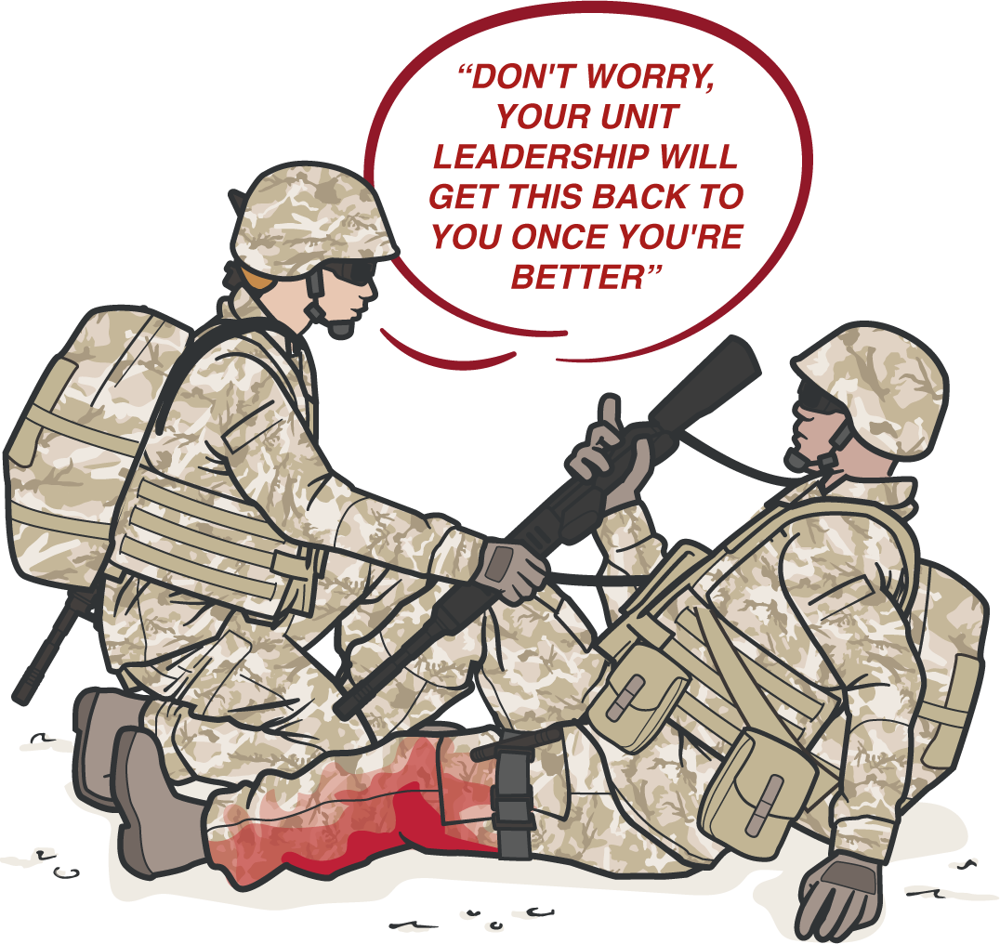 “DON'T WORRY,
YOUR UNIT
LEADERSHIP WILL
GET THIS BACK TO
YOU ONCE YOU'RE
BETTER”